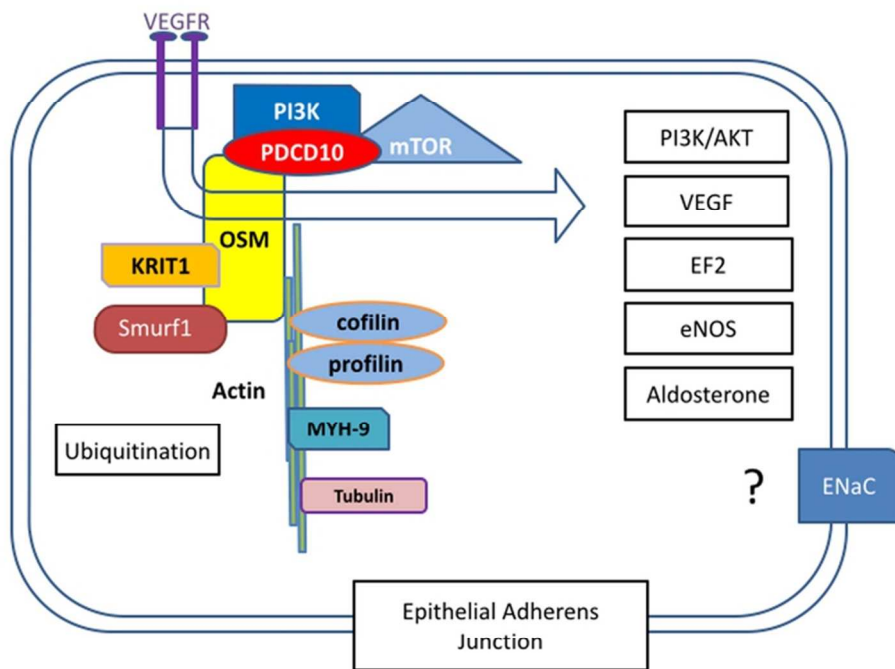 VEGFR
PI3K
PDCD10
mTOR
OSM
KRIT1
Smurf1
cofilin
profilin
Actin
MYH-9
Ubiquitination
Tubulin
PI3K/AKT
VEGF
EF2
eNOS
Aldosterone
?
ENaC
Epithelial Adherens
Junction